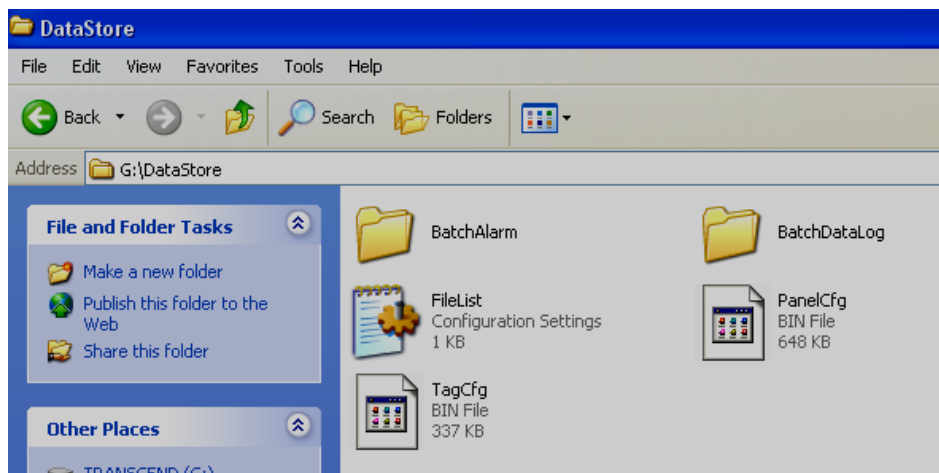 DataStore
File Edit View Favorites Tools Help
Back Search Folders
Address G:\DataStore
File and Folder Tasks
Make a new folder
Publish this folder to the
Web
Share this folder
Other Places
TRANSCEND (G:)
BatchAlarm
BatchDataLog
FileList
Configuration Settings
1 KB
PanelCfg
BIN File
648 KB
TagCfg
BIN File
337 KB